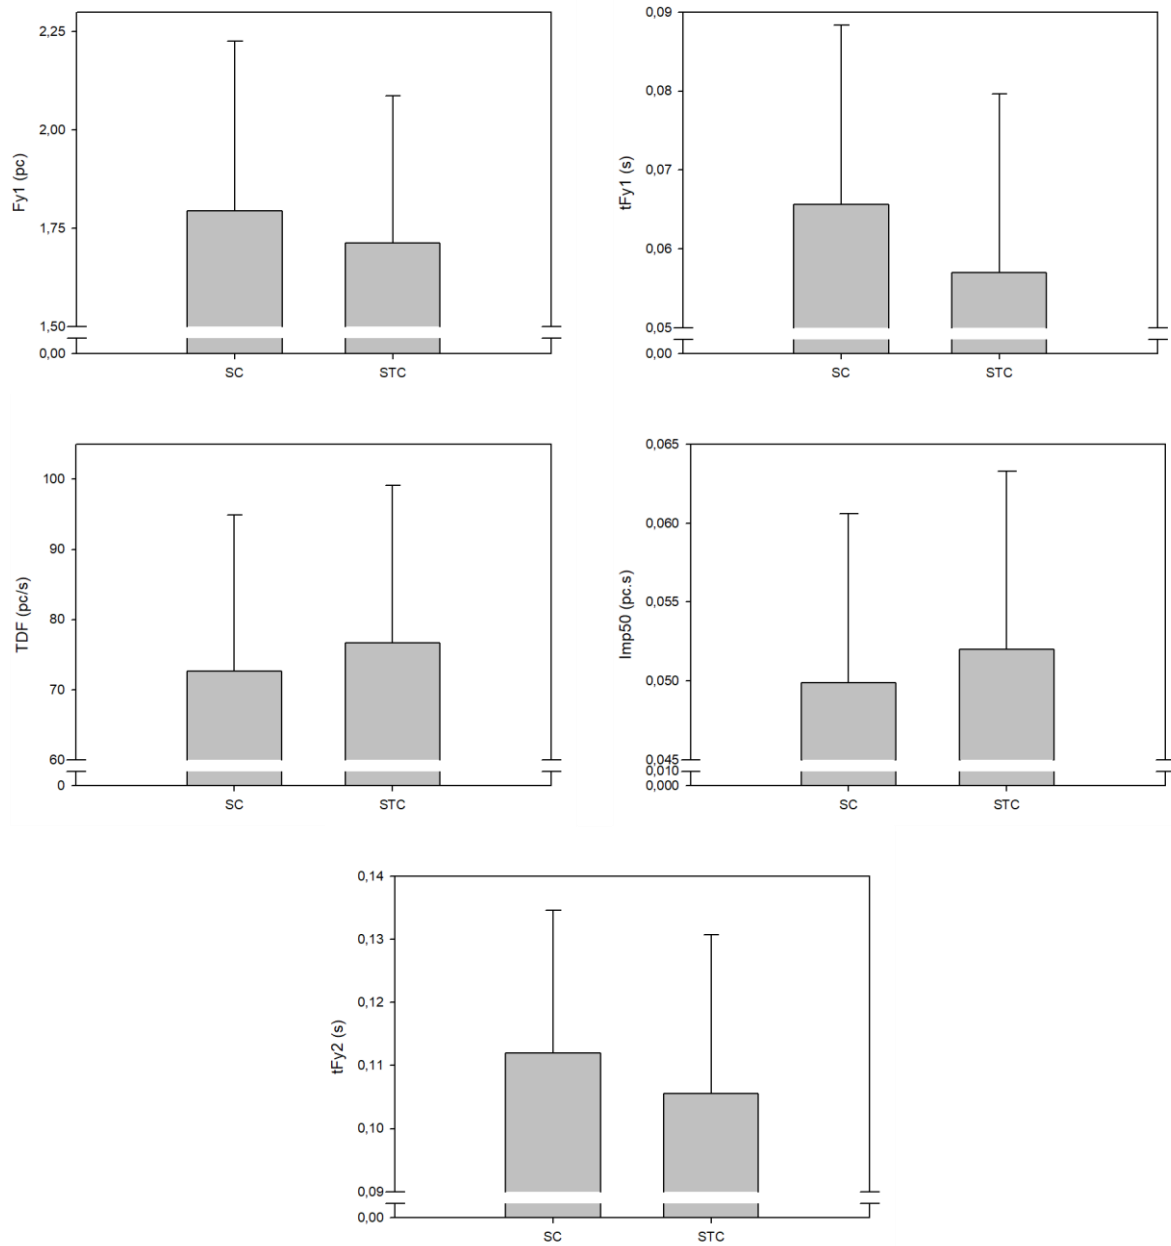 Fy1 (pc)
2,25
2,00
1,75
1,50
0,00
SC
STC
tFy1 (s)
0,09
0,08
0,07
0,06
0,05
0,00
SC
STC
TDF (pc/s)
100
90
80
70
60
0
SC
STC
Imp50 (pc.s)
0,065
0,060
0,055
0,050
0,045
0,010
0,000
SC
STC
tFy2 (s)
0,14
0,13
0,12
0,11
0,10
0,09
0,00
SC
STC